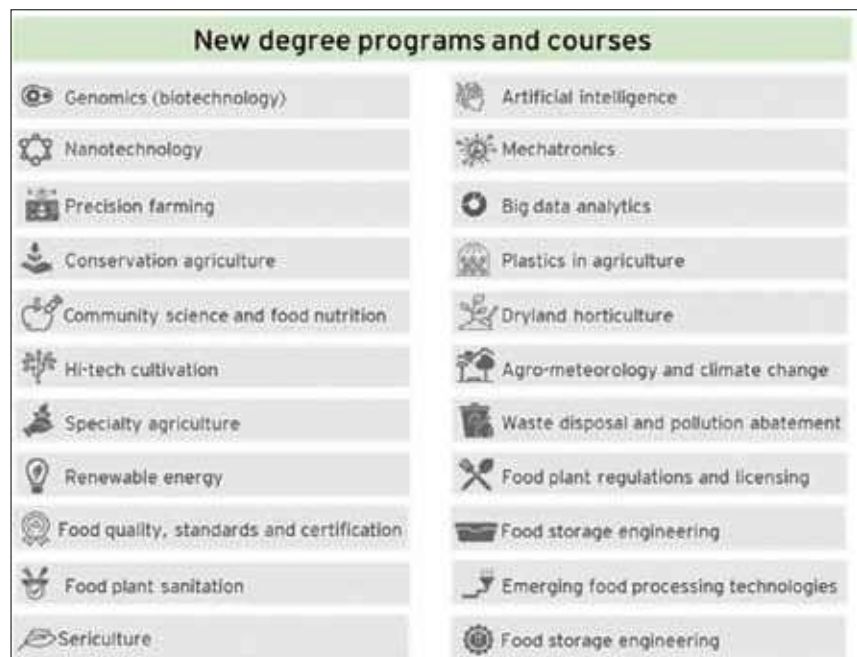 New degree programs and courses
Genomics (biotechnology)
Nanotechnology
Precision farming
Conservation agriculture
Community science and food nutrition
Hi-tech cultivation
Specialty agriculture
Renewable energy
Food quality, standards and certification
Food plant sanitation
Sericulture
Artificial intelligence
Mechatronics
Big data analytics
Plastics in agriculture
Dryland horticulture
Agro-meteorology and climate change
Waste disposal and pollution abatement
Food plant regulations and licensing
Food storage engineering
Emerging food processing technologies
Food storage engineering